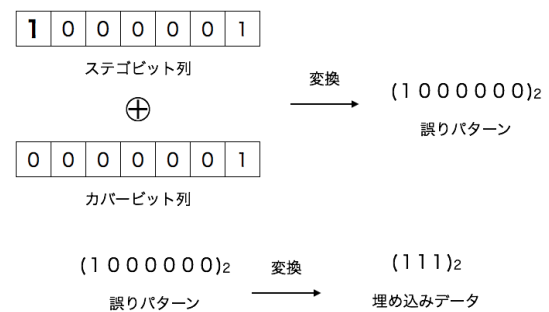 1 0 0 0 0 0 1
ステゴビット列
⊕
変換
(1 0 0 0 0 0 0)2
誤りパターン
0 0 0 0 0 0 1
カバービット列
(1 0 0 0 0 0 0)2
変換
(1 1 1)2
誤りパターン
埋め込みデータ